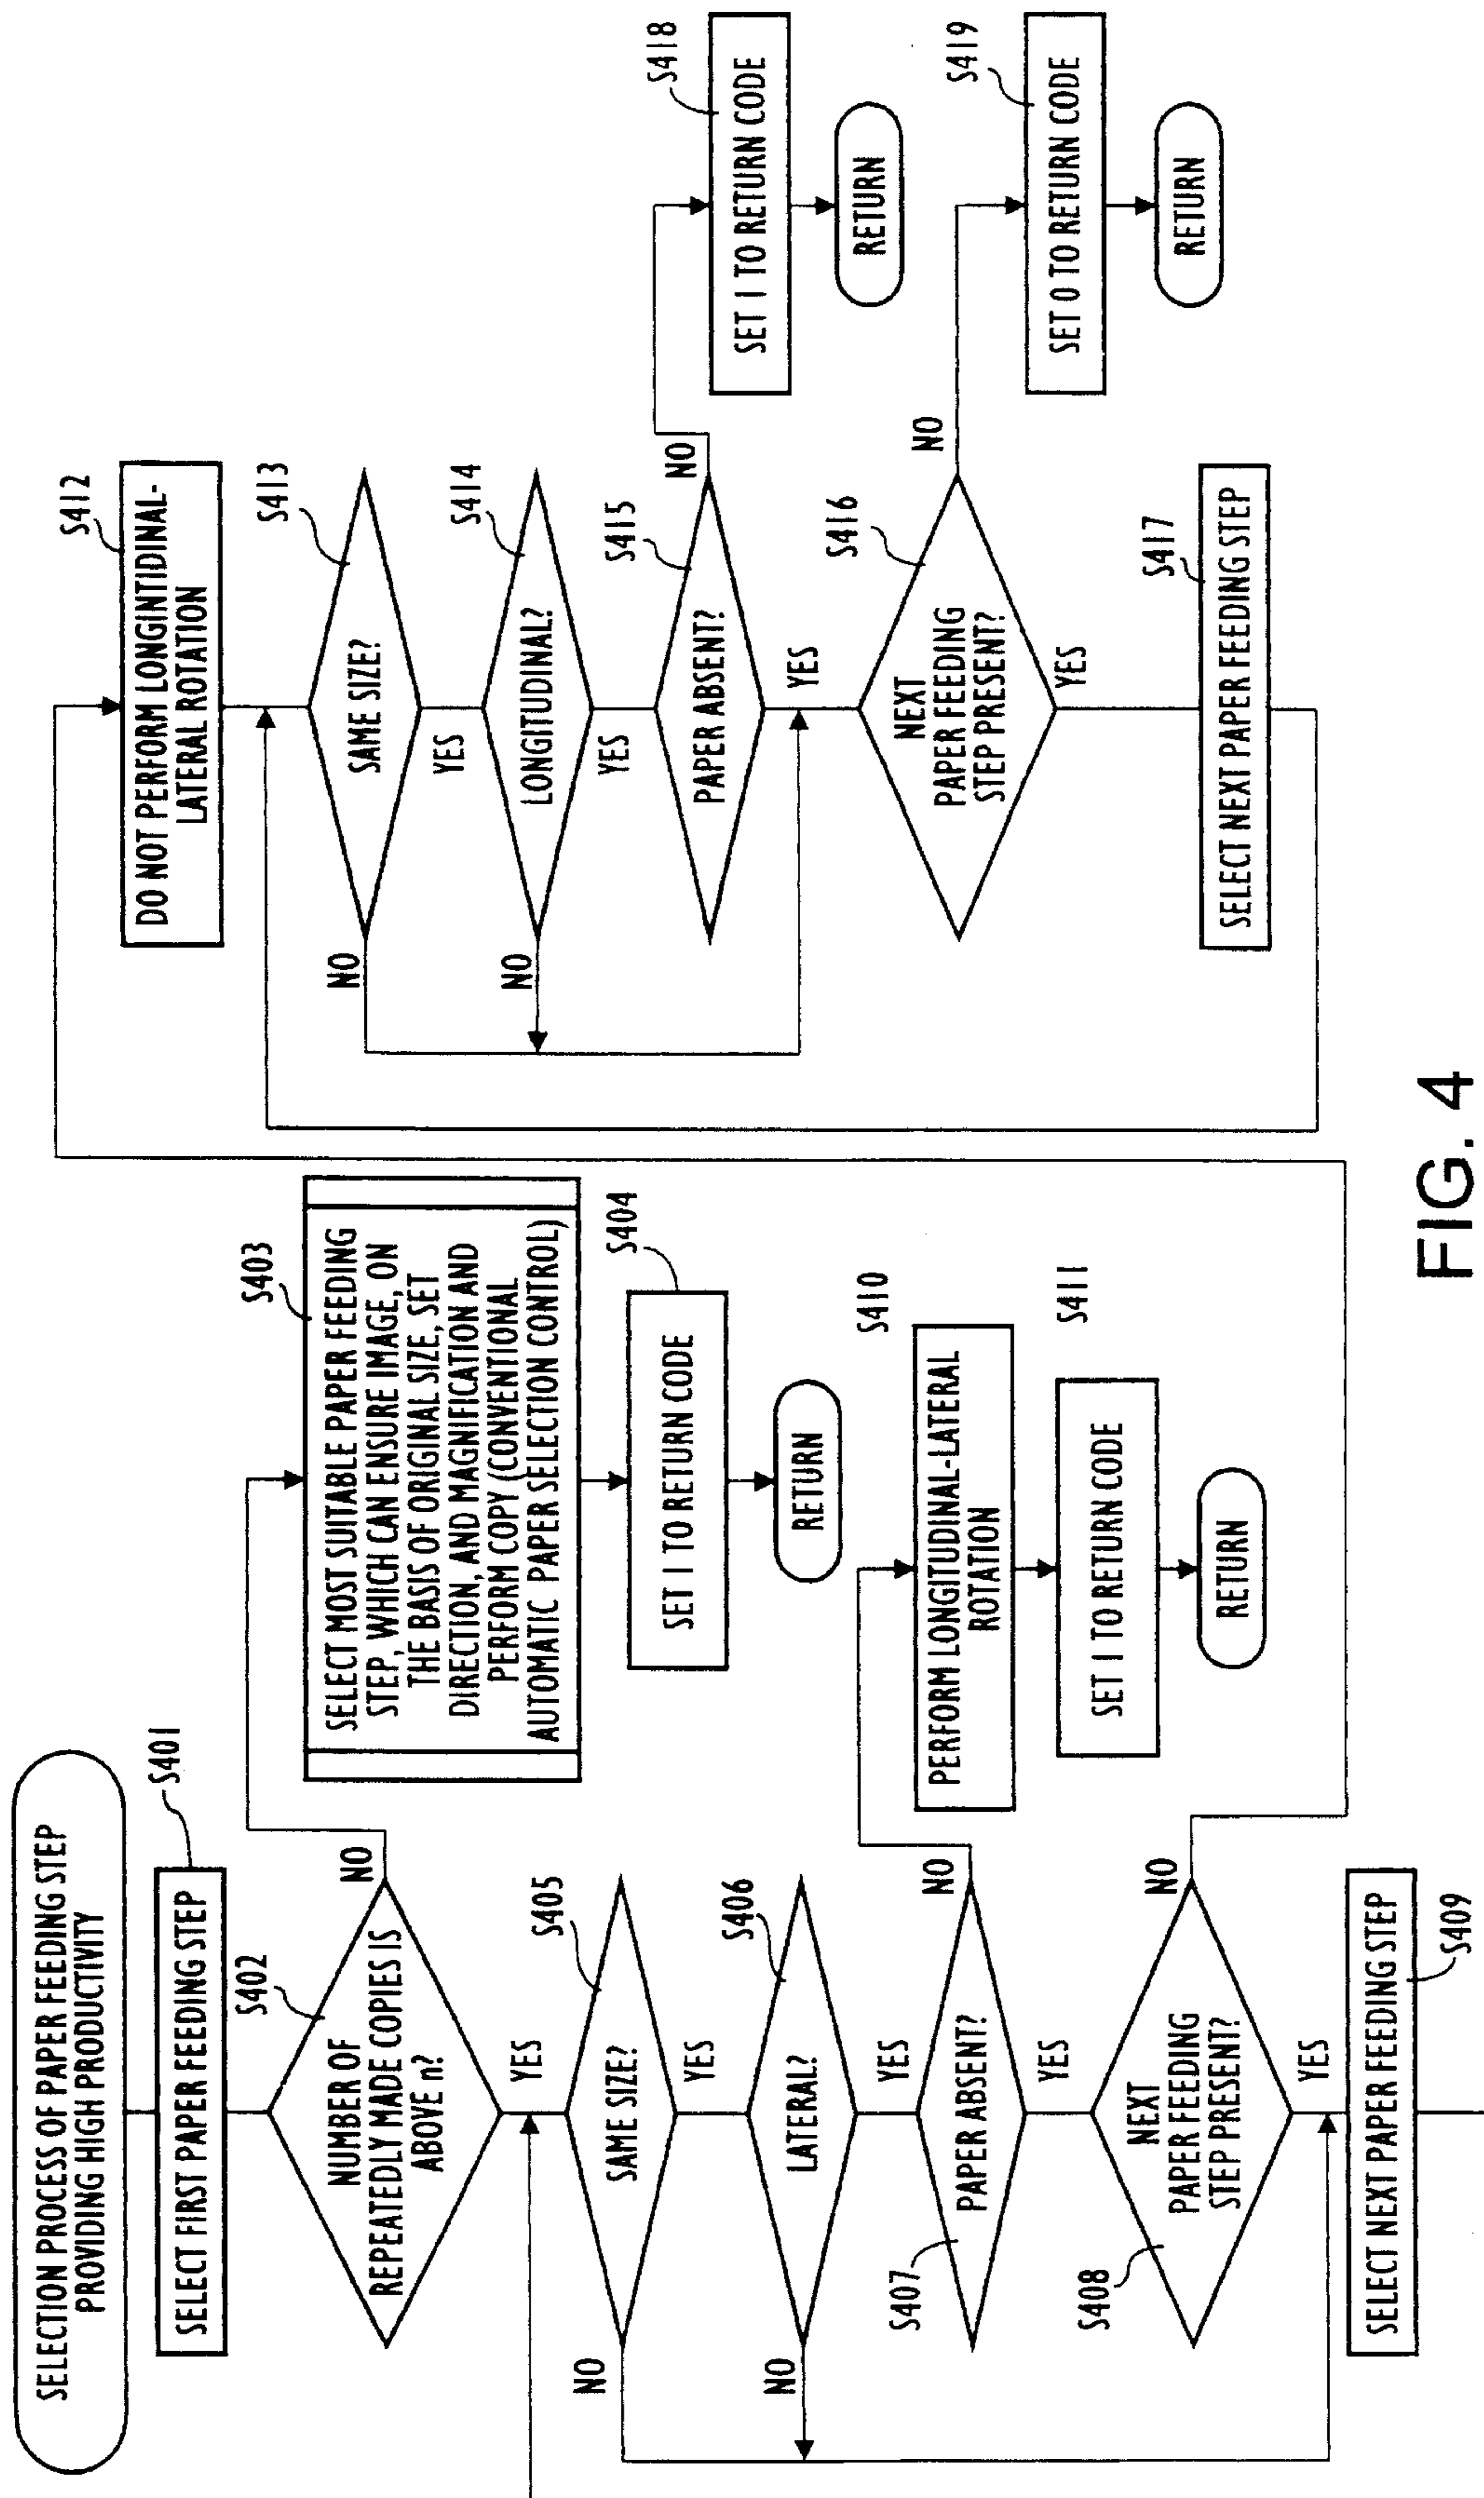 SELECTION PROCESS OF PAPER FEEDING STEP
PROVIDING HIGH PRODUCTIVITY
S401
SELECT FIRST PAPER FEEDING STEP
S402
NUMBER OF
REPEATEDLY MADE COPIES IS
ABOVE n?
NO
YES
S403
SELECT MOST SUITABLE PAPER FEEDING
STEP, WHICH CAN ENSURE IMAGE, ON
THE BASIS OF ORIGINAL SIZE, SET
DIRECTION, AND MAGNIFICATION AND
PERFORM COPY (CONVENTIONAL
AUTOMATIC PAPER SELECTION CONTROL)
S404
SET 1 TO RETURN CODE
RETURN
S405
SAME SIZE?
NO
YES
S406
LATERAL?
NO
YES
S407
PAPER ABSENT?
NO
YES
S410
PERFORM LONGITUDINAL-LATERAL
ROTATION
S411
SET 1 TO RETURN CODE
RETURN
S408
NEXT
PAPER FEEDING
STEP PRESENT?
NO
YES
SELECT NEXT PAPER FEEDING STEP
S409
S412
DO NOT PERFORM LONGINTIDINAL-
LATERAL ROTATION
S413
SAME SIZE?
NO
YES
S414
LONGITUDINAL?
NO
YES
S415
PAPER ABSENT?
NO
YES
S418
SET 1 TO RETURN CODE
RETURN
S416
NEXT
PAPER FEEDING
STEP PRESENT?
NO
YES
S419
SET 0 TO RETURN CODE
RETURN
S417
SELECT NEXT PAPER FEEDING STEP
FIG. 4